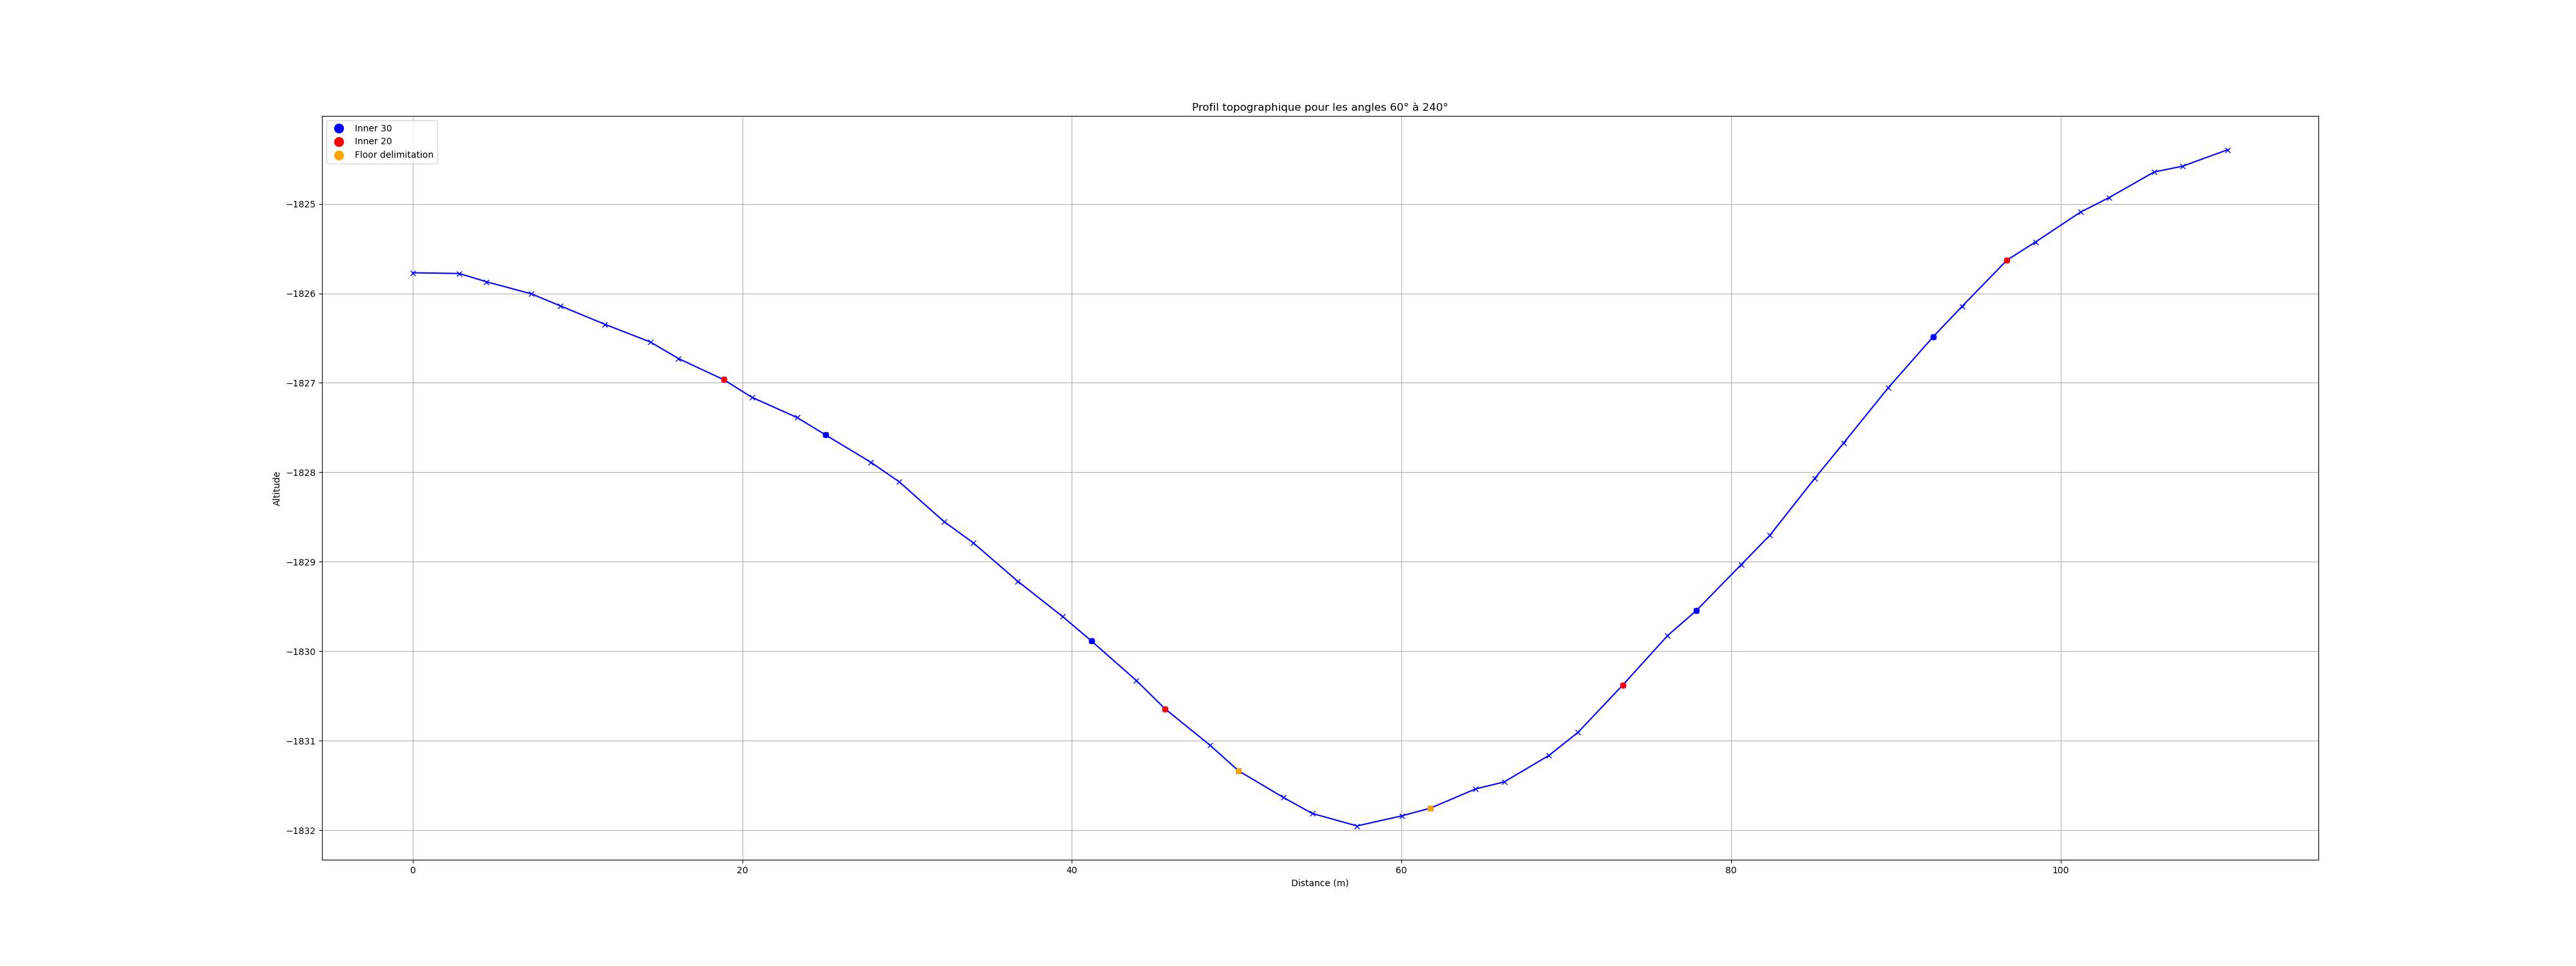 Profil topographique pour les angles 60° à 240°
Inner 30
Inner 20
Floor delimitation
Altitude
−1825
−1826
−1827
−1828
−1829
−1830
−1831
−1832
0 20 40 60 80 100
Distance (m)